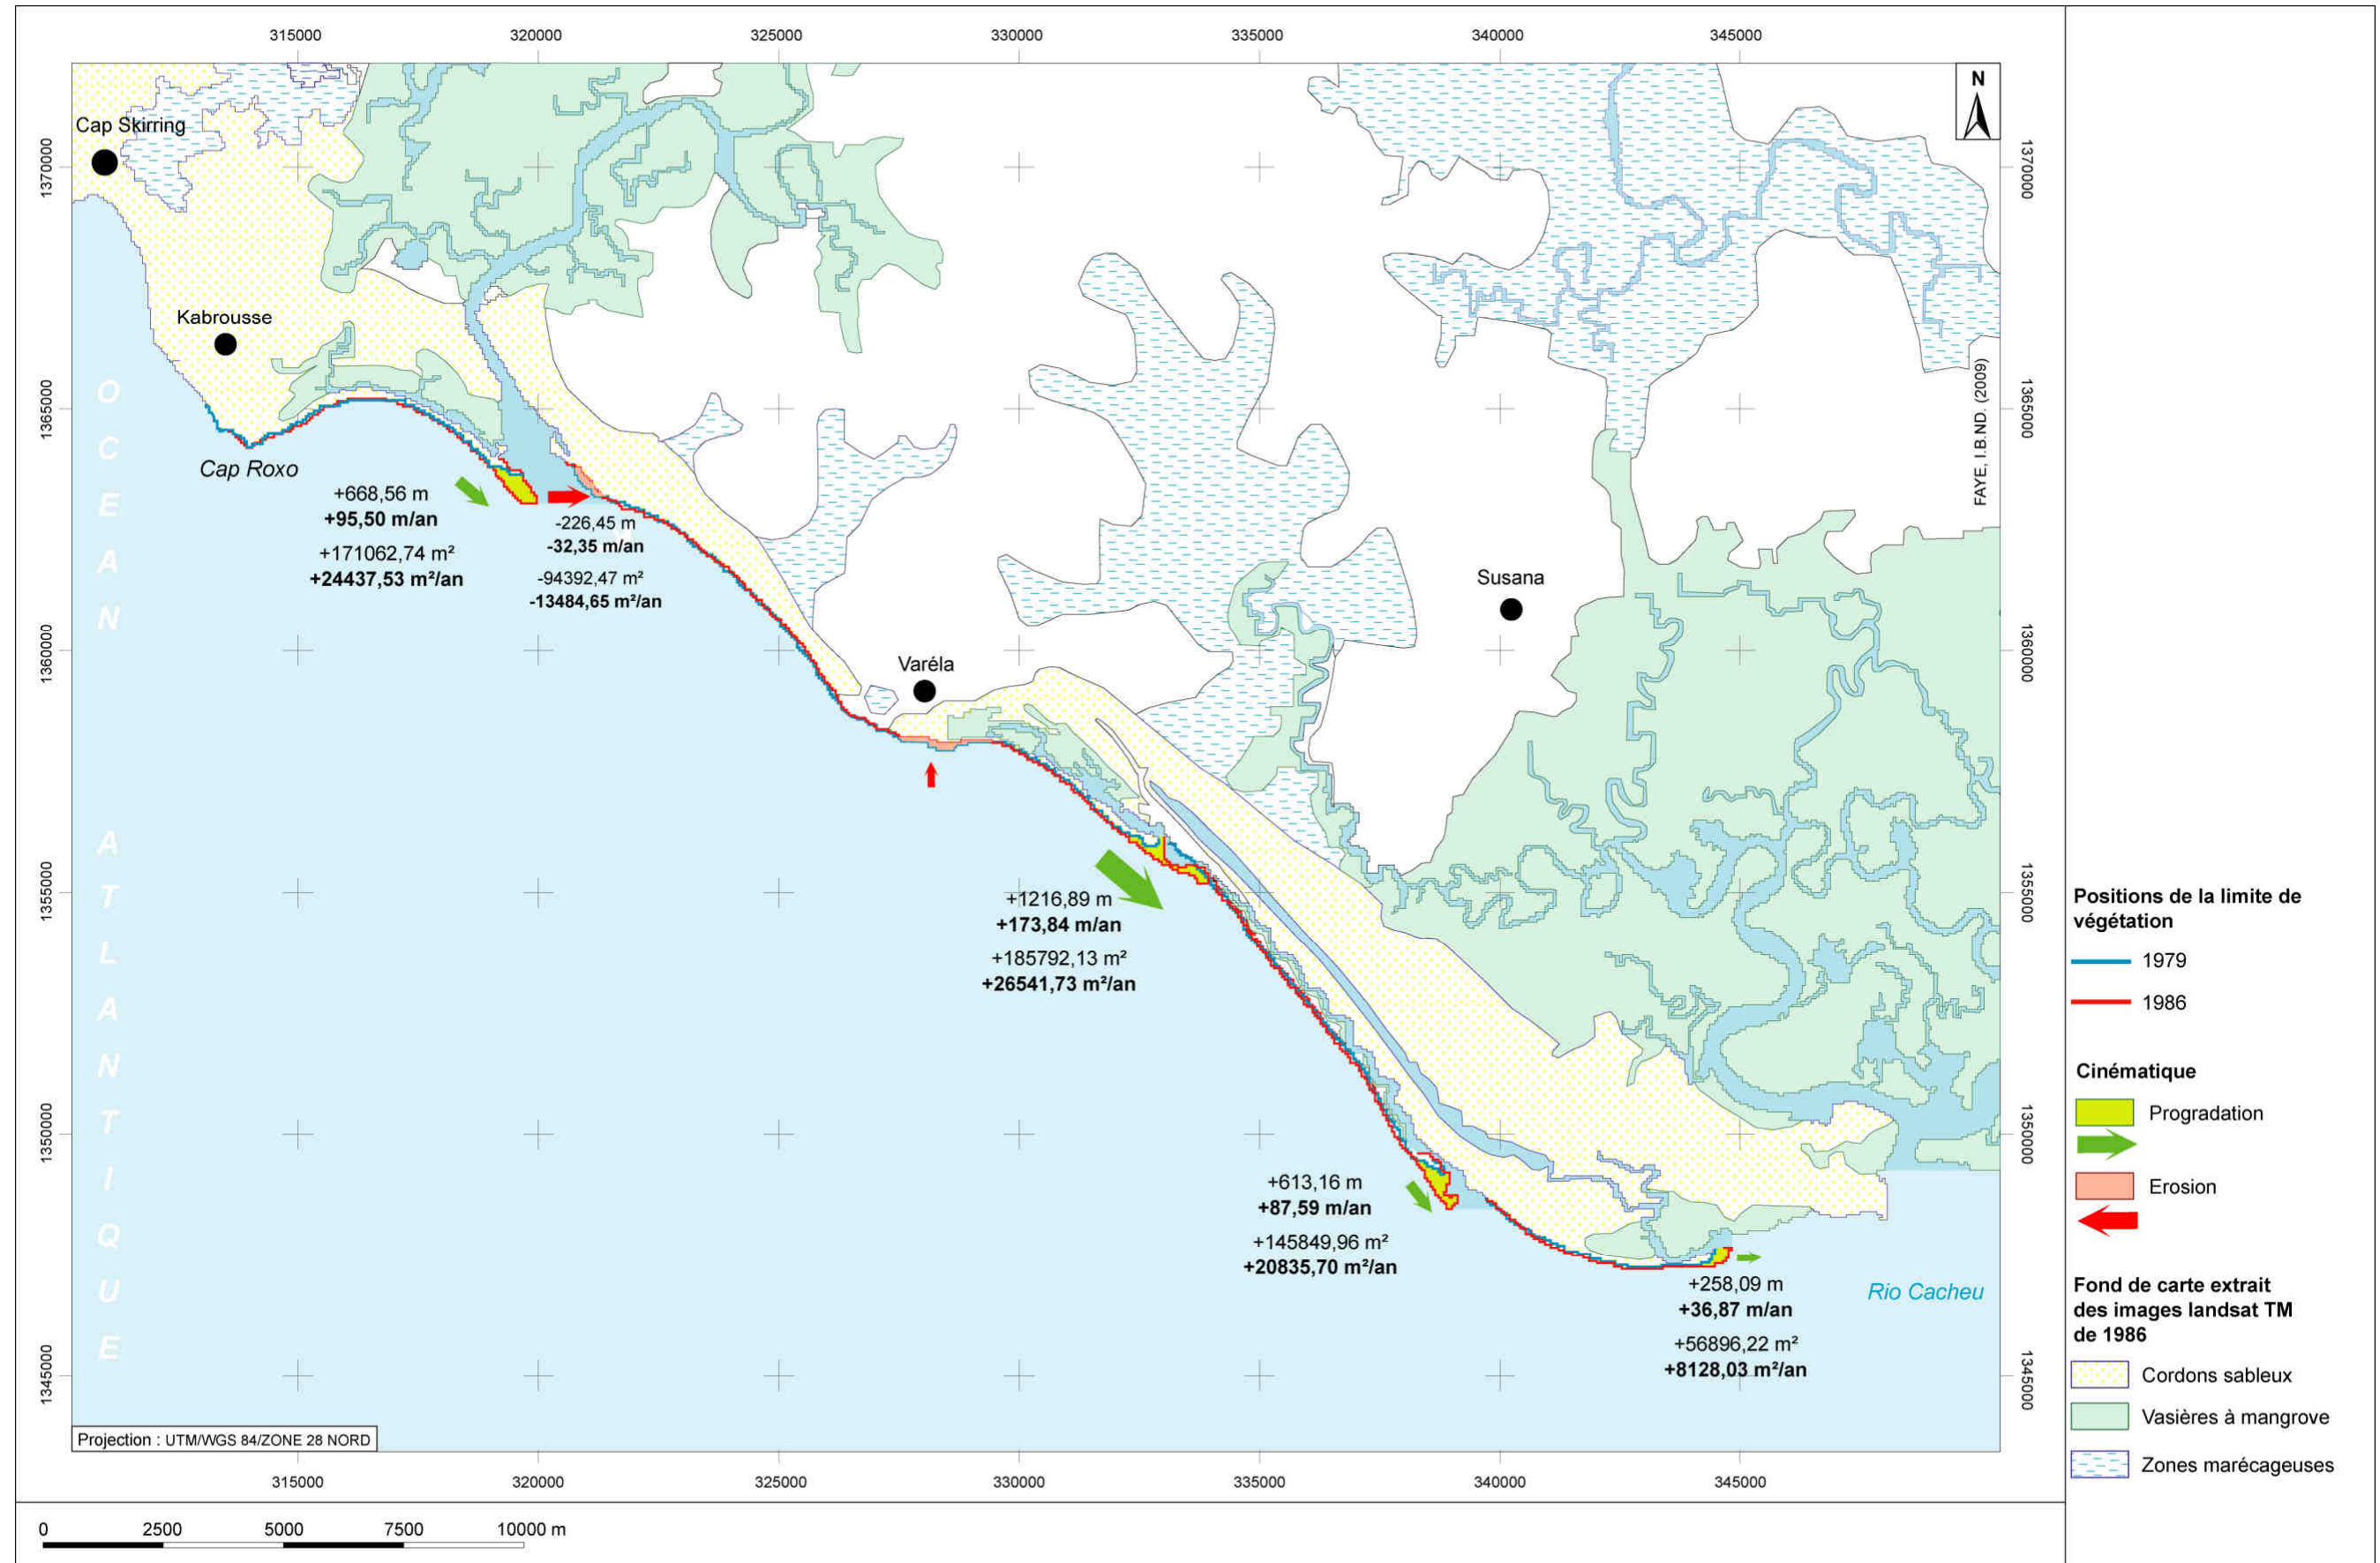 315000 320000 325000 330000 335000 340000 345000
N
Cap Skirring
1370000 1370000
Kabrousse
1365000 1365000
FAYE, I.B.ND. (2009)
Cap Roxo
OCEAN ATLANTIQUE
+668,56 m
+95,50 m/an
+171062,74 m²
+24437,53 m²/an
-226,45 m
-32,35 m/an
-94392,47 m²
-13484,65 m²/an
Susana
1360000 1360000
Varéla
1355000 1355000
+1216,89 m
+173,84 m/an
+185792,13 m²
+26541,73 m²/an
1350000 1350000
+613,16 m
+87,59 m/an
+145849,96 m²
+20835,70 m²/an
+258,09 m
+36,87 m/an
+56896,22 m²
+8128,03 m²/an
Rio Cacheu
1345000 1345000
Projection : UTM/WGS 84/ZONE 28 NORD
315000 320000 325000 330000 335000 340000 345000
0 2500 5000 7500 10000 m
Positions de la limite de
végétation
1979
1986
Cinématique
Progradation
Erosion
Fond de carte extrait
des images landsat TM
de 1986
Cordons sableux
Vasières à mangrove
Zones marécageuses